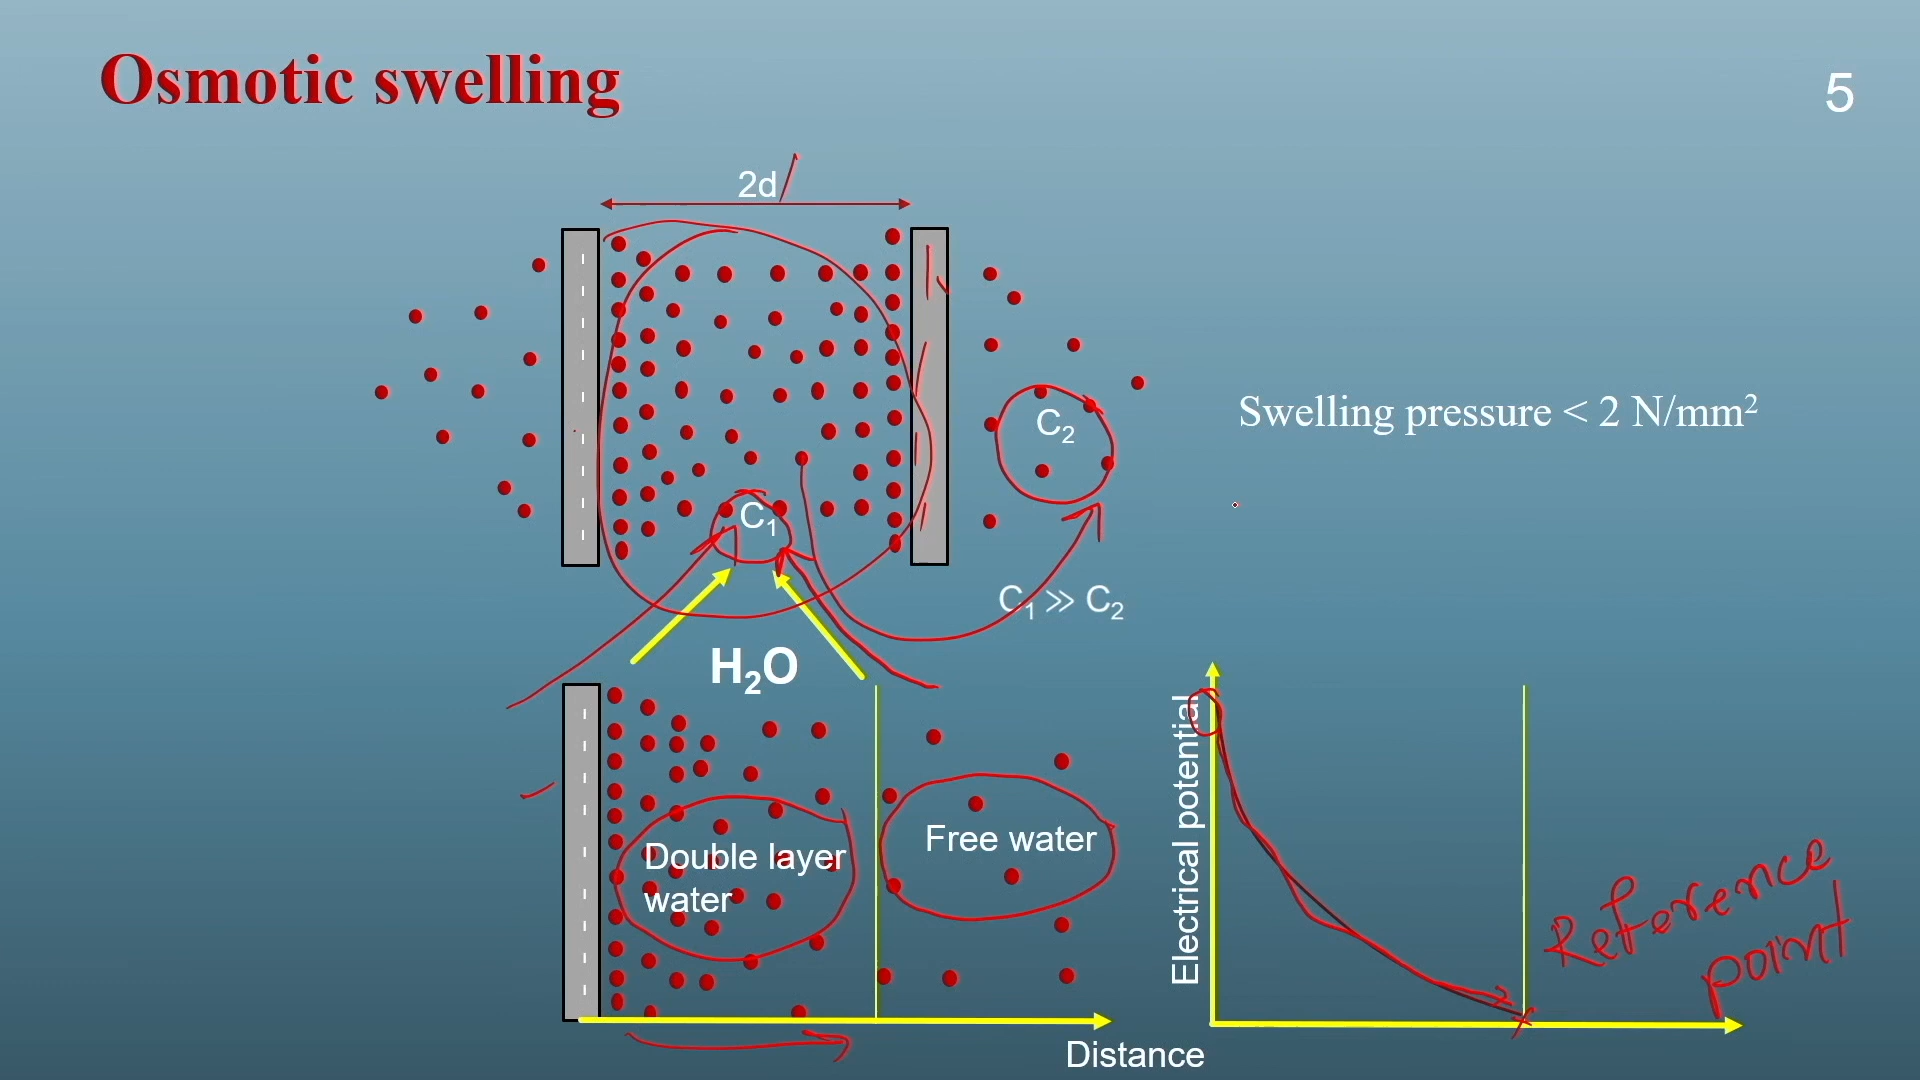 Osmotic swelling
5
2d
C₂
Swelling pressure < 2 N/mm²
C₁
C₁ ≫ C₂
H₂O
Electrical potential
Free water
Double layer
water
Reference
point
Distance